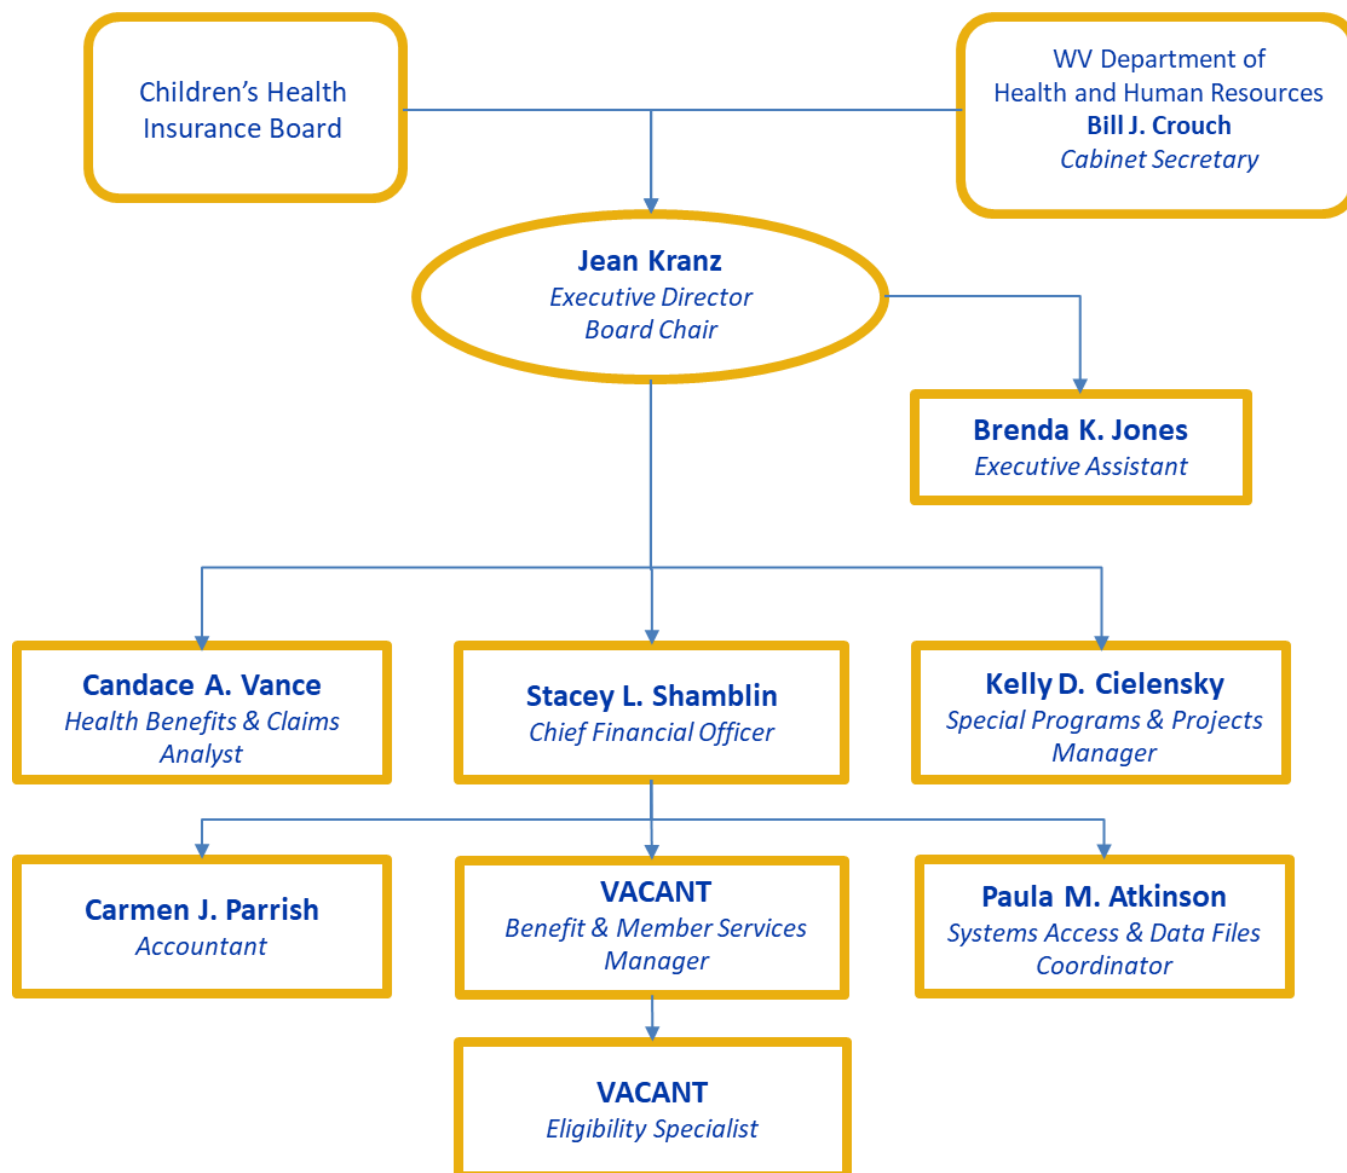 Children’s Health
Insurance Board
WV Department of
Health and Human Resources
Bill J. Crouch
Cabinet Secretary
Jean Kranz
Executive Director
Board Chair
Brenda K. Jones
Executive Assistant
Candace A. Vance
Health Benefits & Claims
Analyst
Stacey L. Shamblin
Chief Financial Officer
Kelly D. Cielensky
Special Programs & Projects
Manager
Carmen J. Parrish
Accountant
VACANT
Benefit & Member Services
Manager
Paula M. Atkinson
Systems Access & Data Files
Coordinator
VACANT
Eligibility Specialist